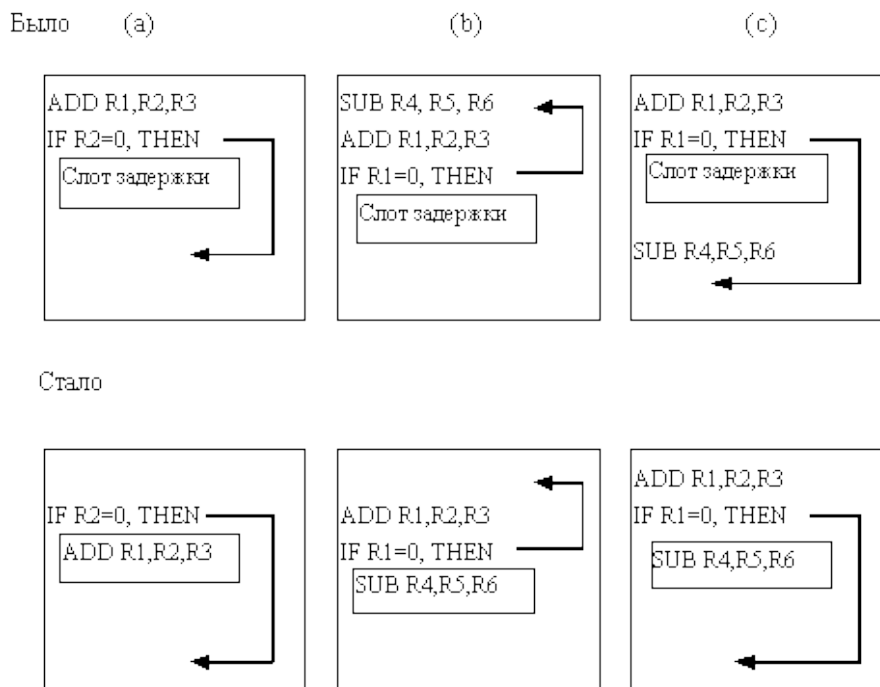 Было (a) (b) (c)
ADD R1,R2,R3
IF R2=0, THEN
Слот задержки
SUB R4, R5, R6
ADD R1,R2,R3
IF R1=0, THEN
Слот задержки
ADD R1,R2,R3
IF R1=0, THEN
Слот задержки
SUB R4,R5,R6
Стало
IF R2=0, THEN
ADD R1,R2,R3
ADD R1,R2,R3
IF R1=0, THEN
SUB R4,R5,R6
ADD R1,R2,R3
IF R1=0, THEN
SUB R4,R5,R6